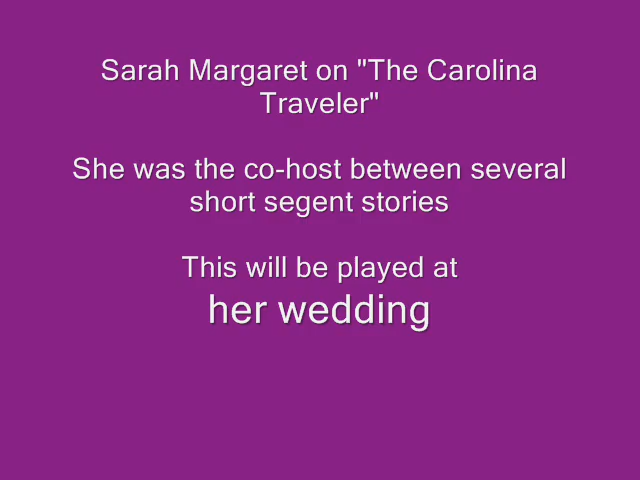 Sarah Margaret on "The Carolina
Traveler"
She was the co-host between several
short segent stories
This will be played at
her wedding